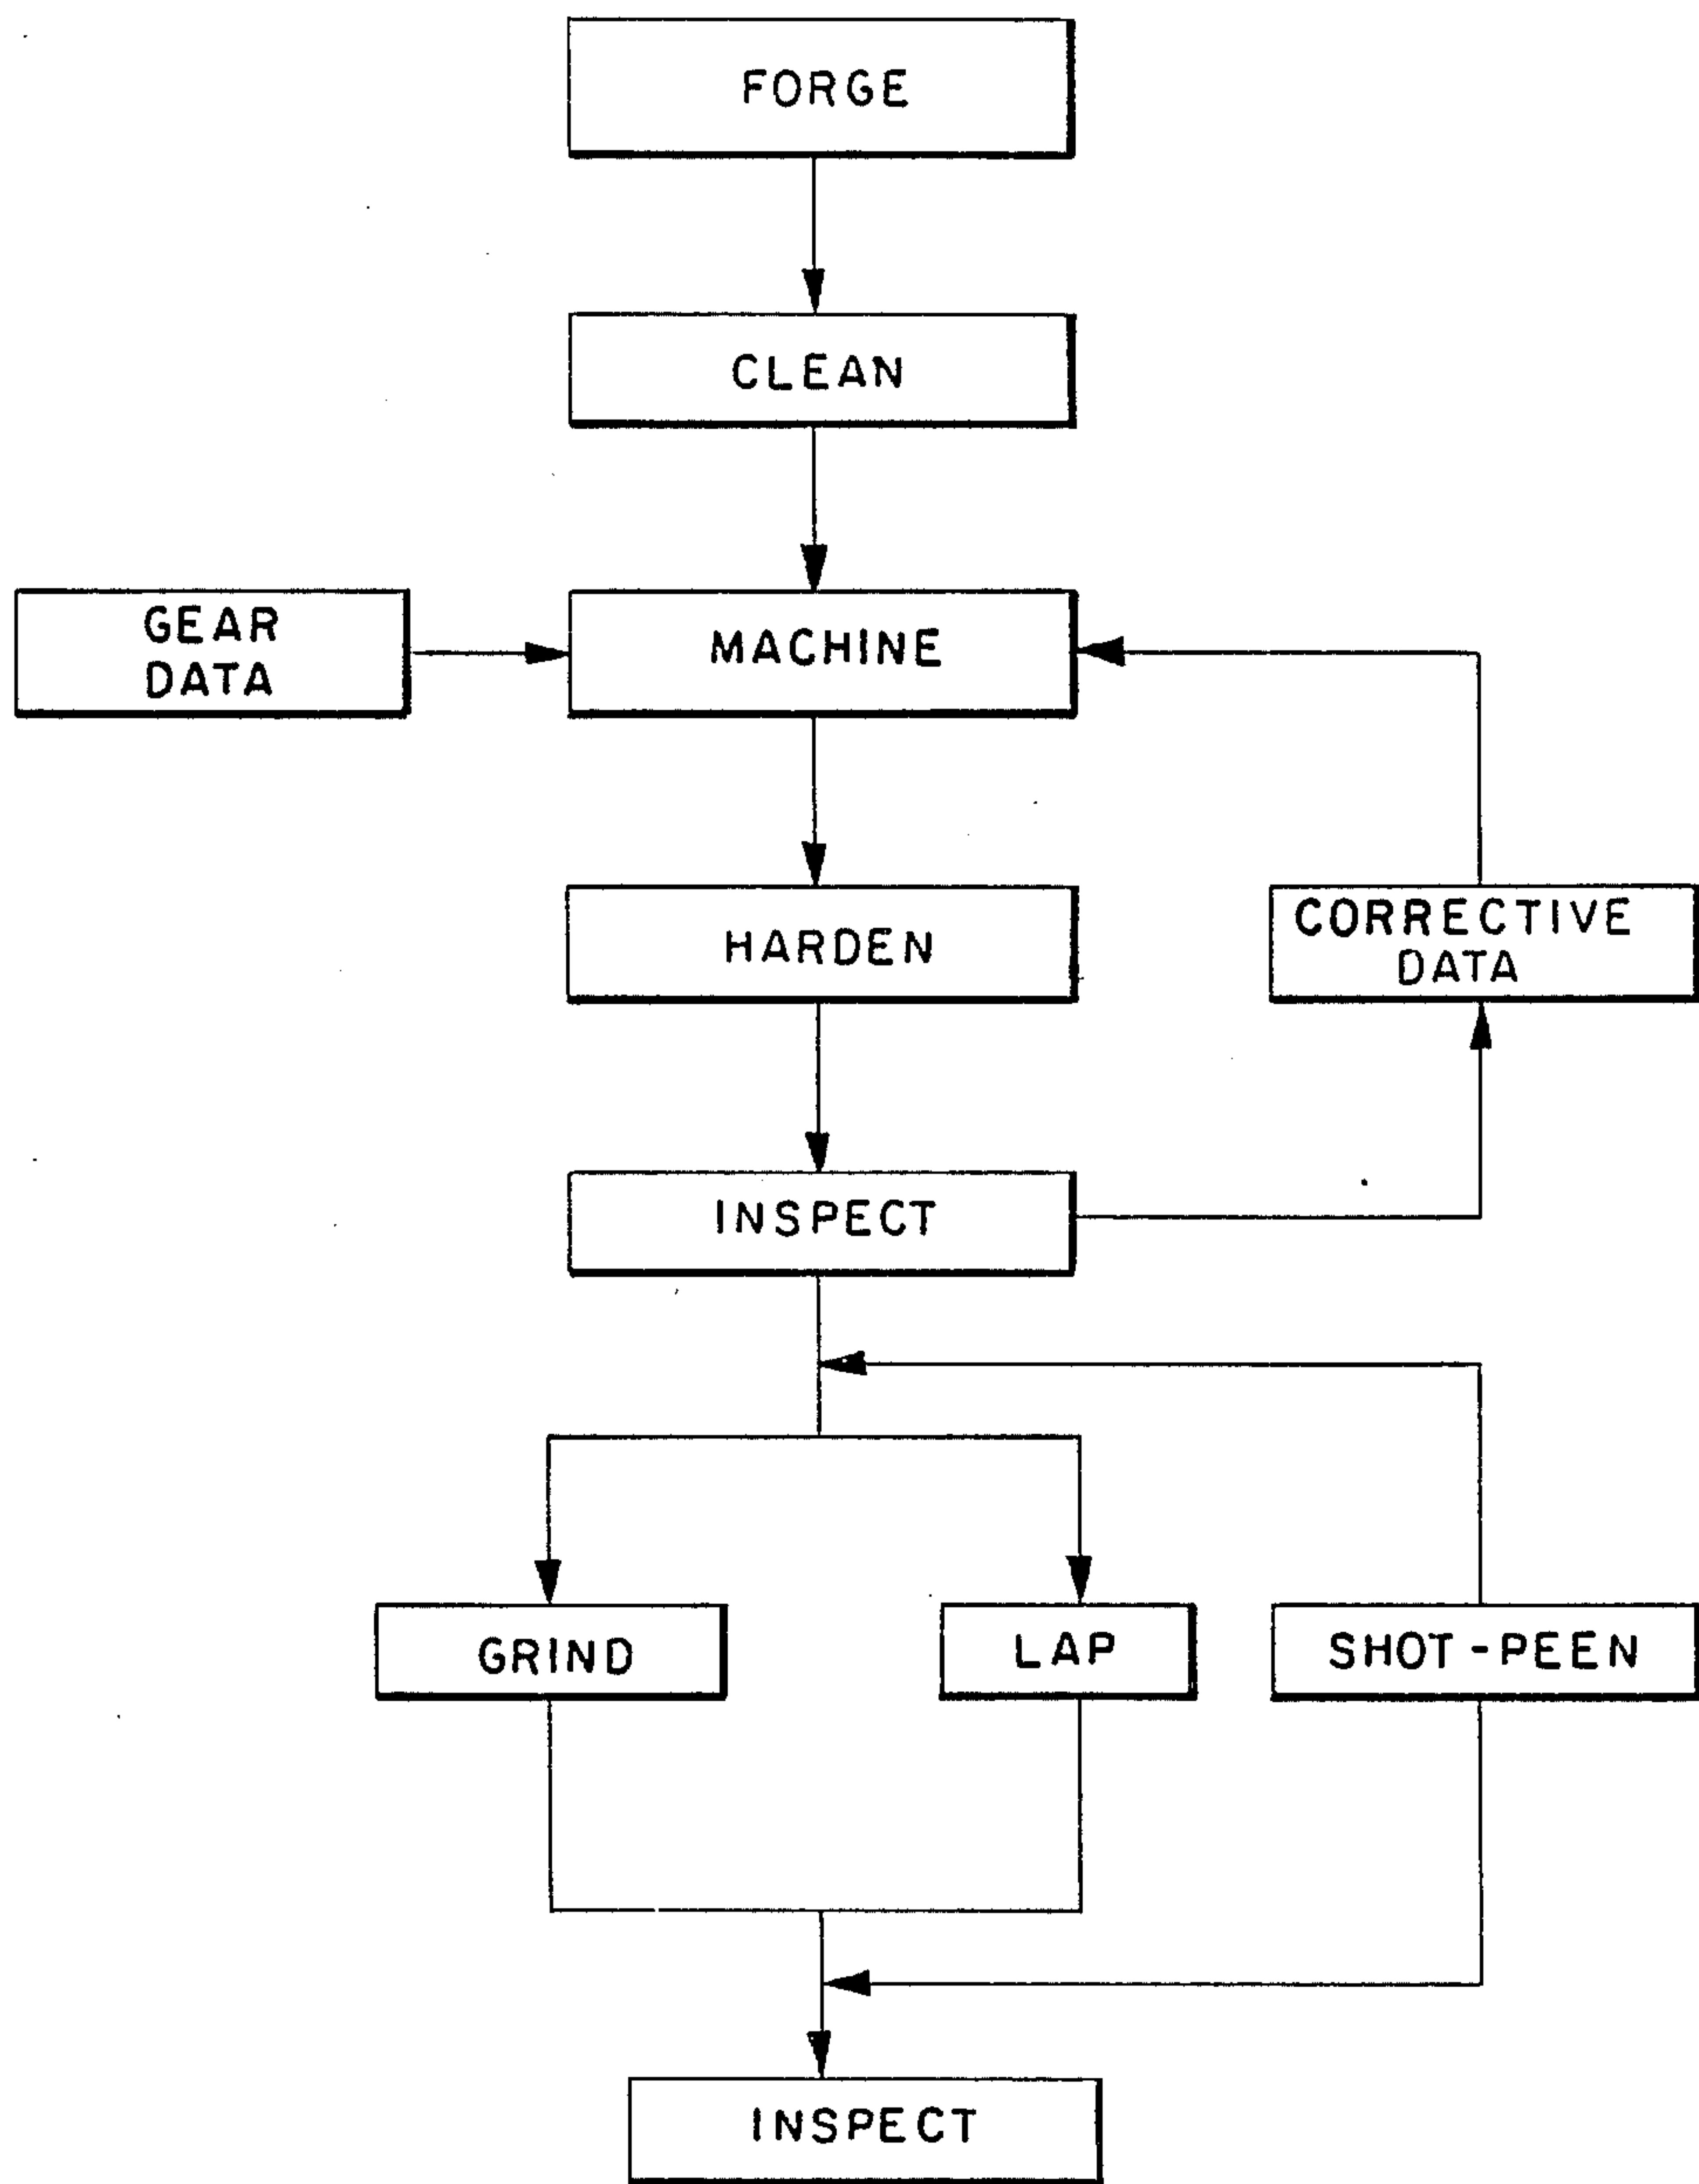 FORGE
CLEAN
GEAR
DATA
MACHINE
HARDEN
CORRECTIVE
DATA
INSPECT
GRIND
LAP
SHOT-PEEN
INSPECT